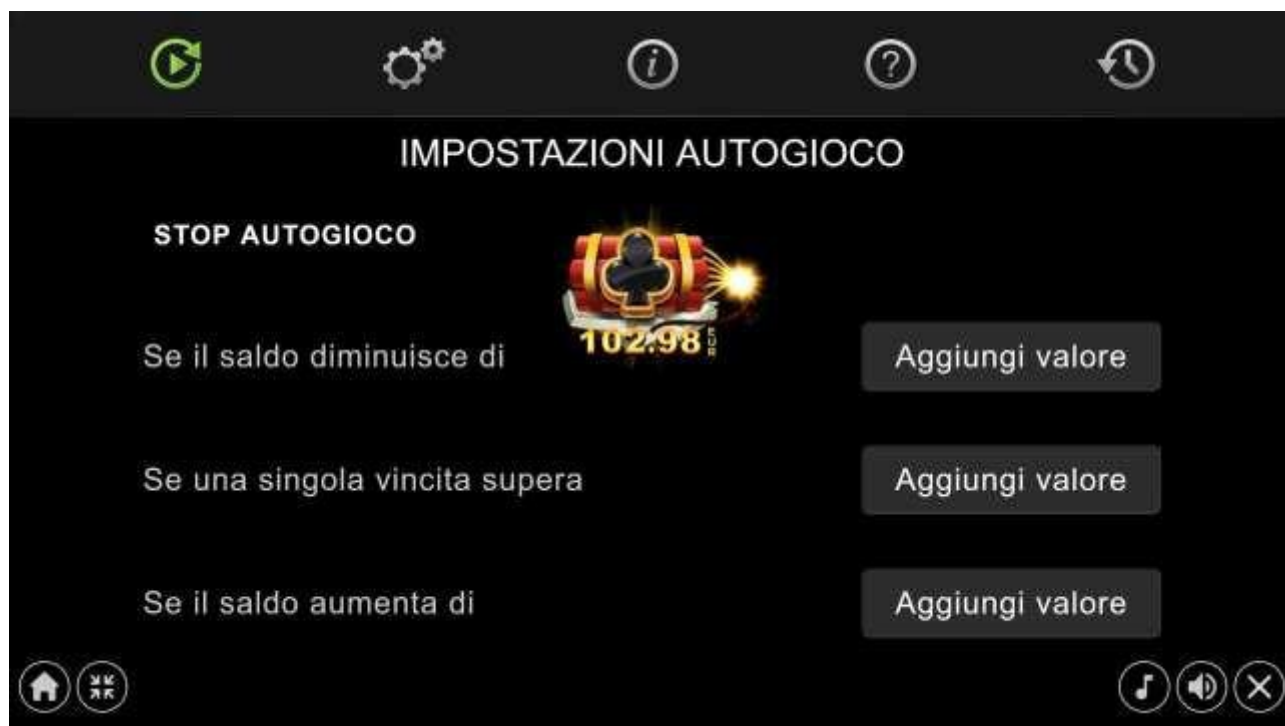 IMPOSTAZIONI AUTOGIOCO
STOP AUTOGIOCO
102.98 EUR
Se il saldo diminuisce di
Aggiungi valore
Se una singola vincita supera
Aggiungi valore
Se il saldo aumenta di
Aggiungi valore